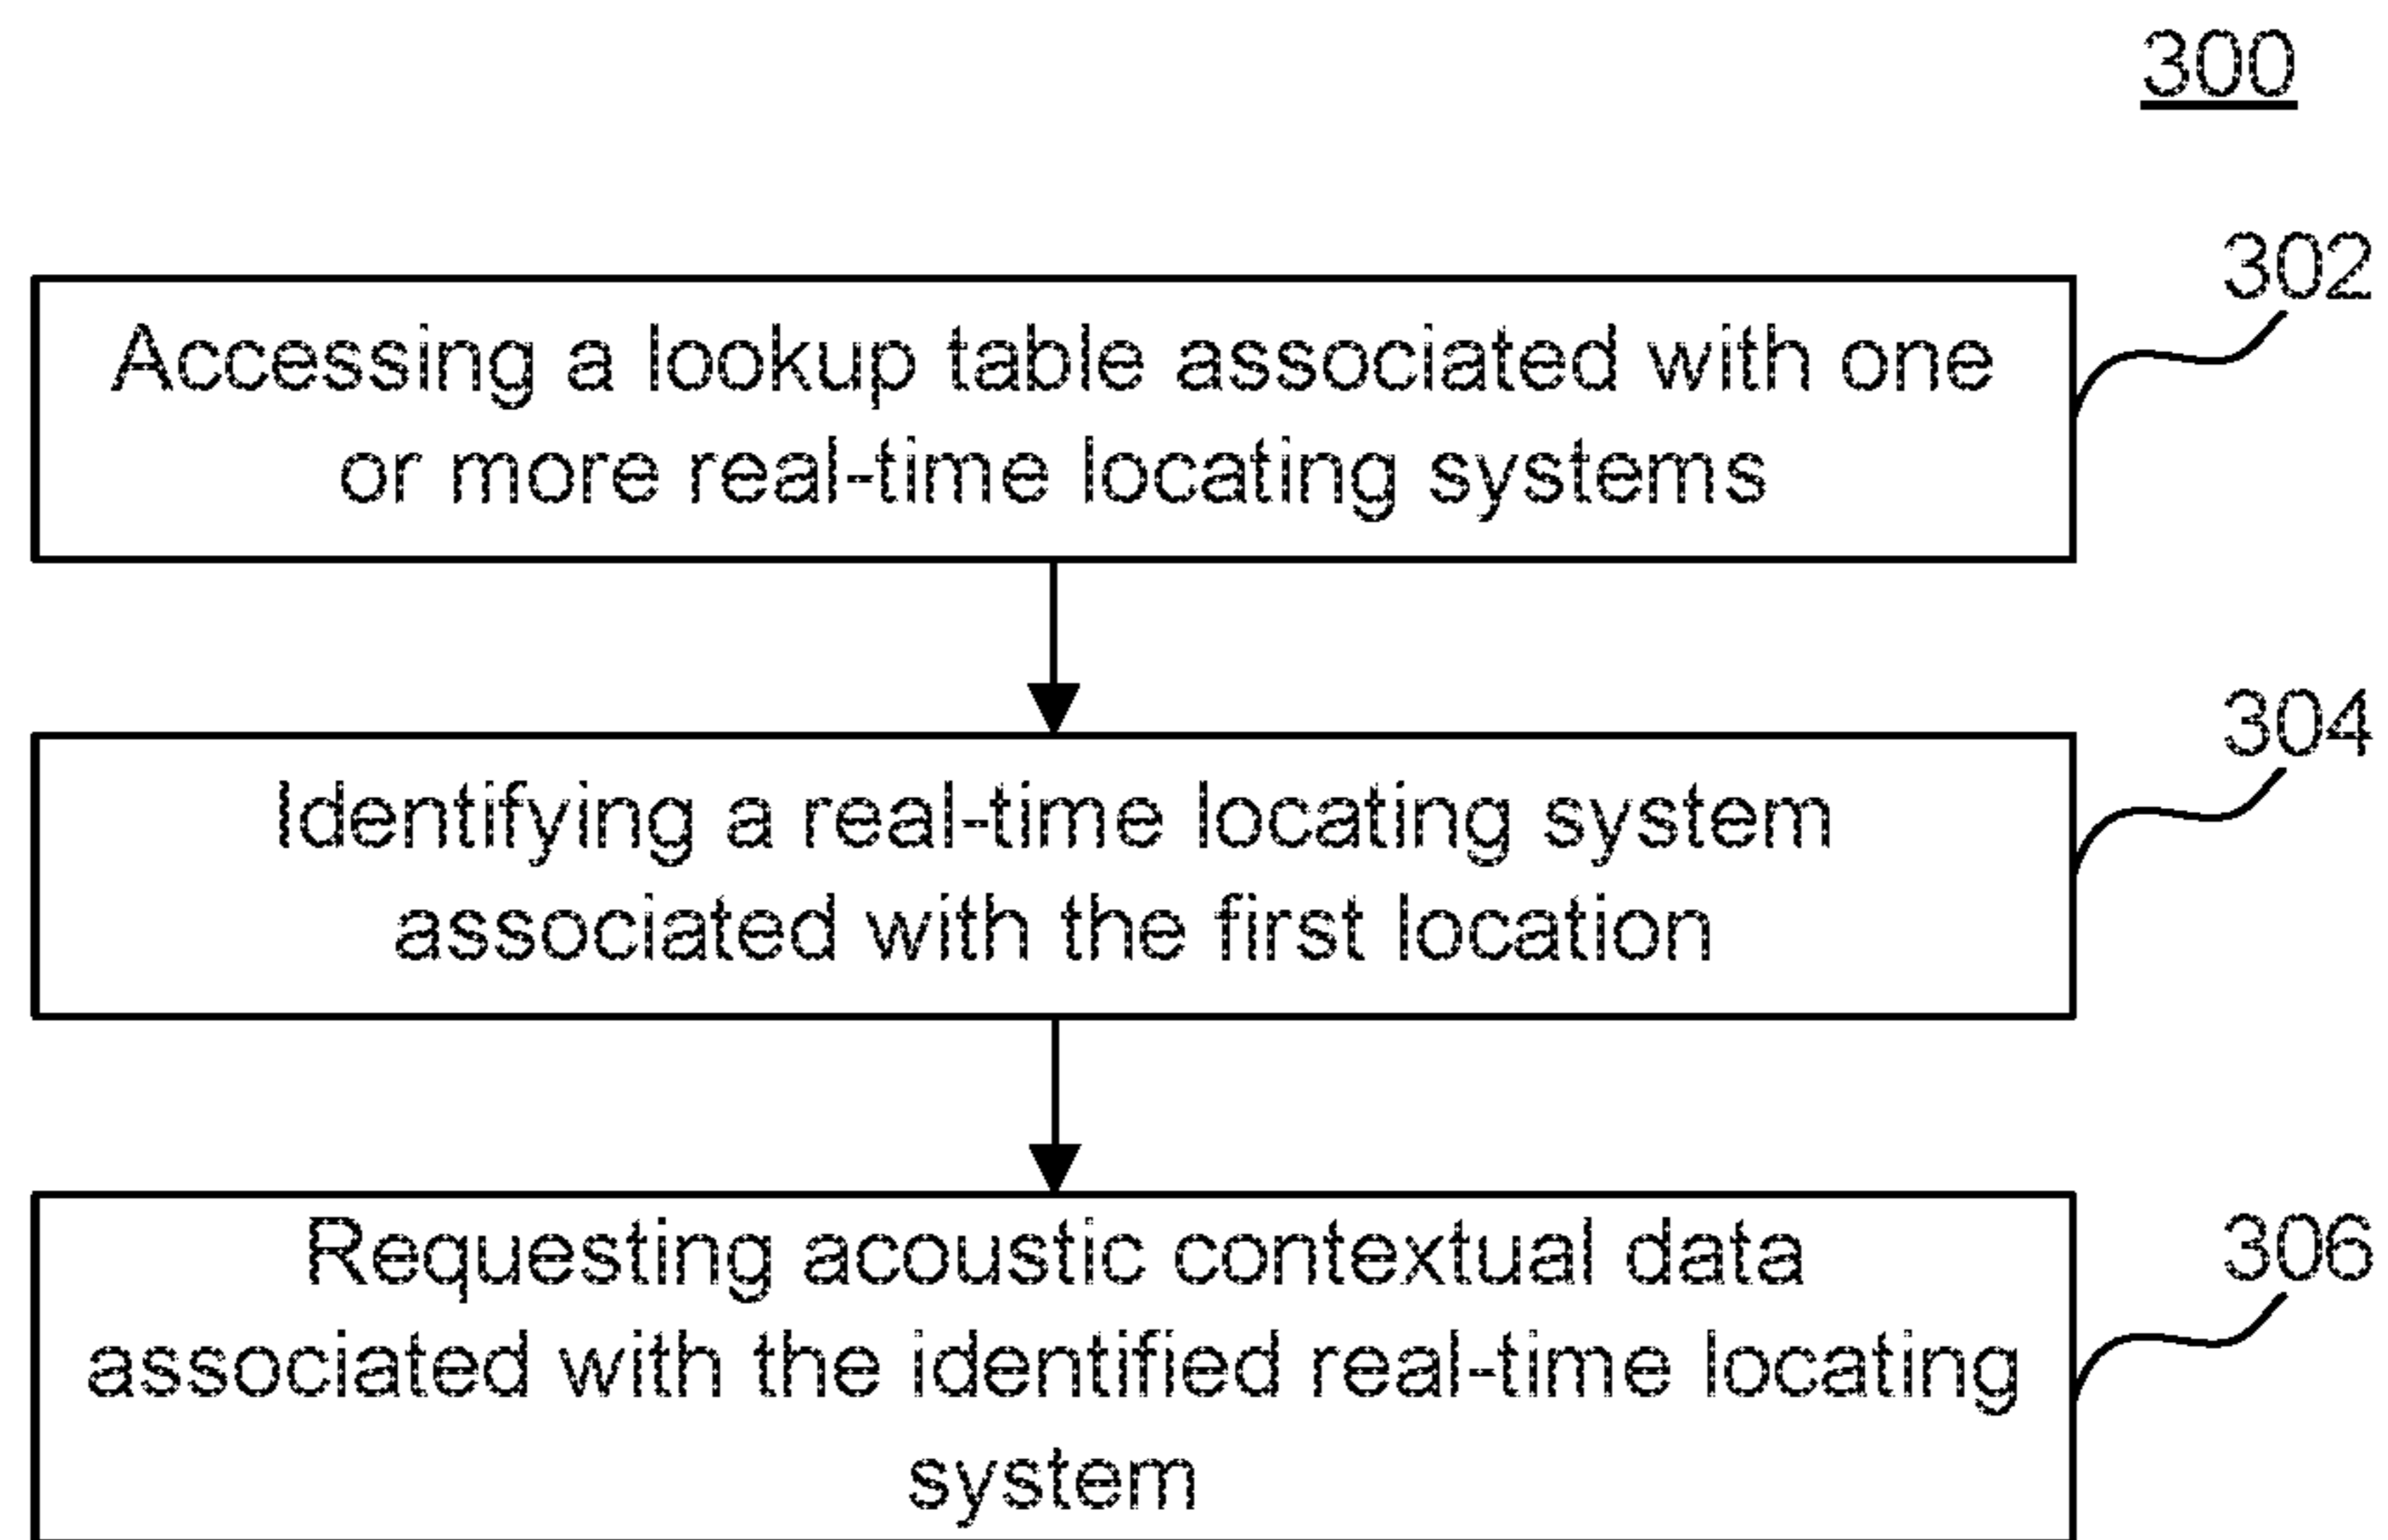 300
302
Accessing a lookup table associated with one
or more real-time locating systems
304
Identifying a real-time locating system
associated with the first location
306
Requesting acoustic contextual data
associated with the identified real-time locating
system